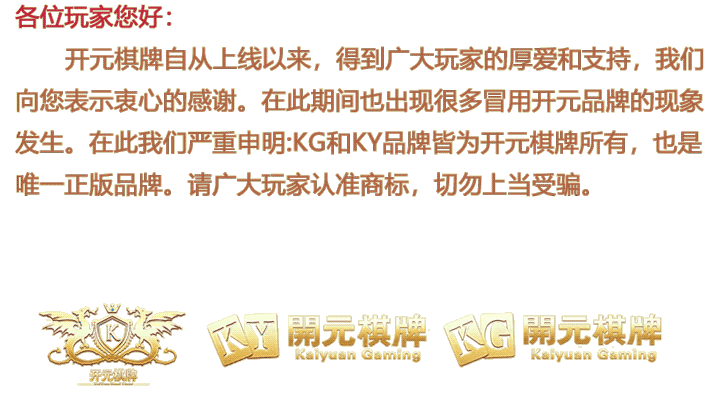 各位玩家您好：
开元棋牌自从上线以来，得到广大玩家的厚爱和支持，我们
向您表示衷心的感谢。在此期间也出现很多冒用开元品牌的现象
发生。在此我们严重申明:KG和KY品牌皆为开元棋牌所有，也是
唯一正版品牌。请广大玩家认准商标，切勿上当受骗。
K
开元棋牌
KY 開元棋牌
Kaiyuan Gaming
KG 開元棋牌
Kaiyuan Gaming